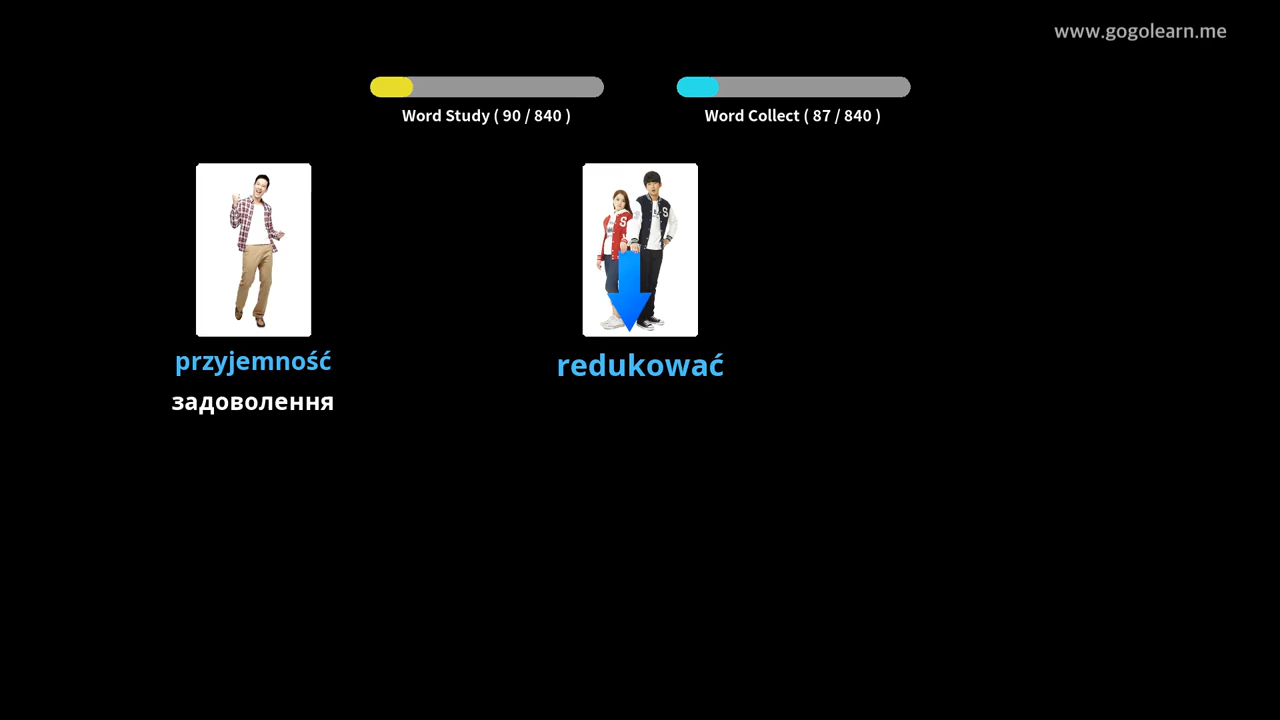 www.gogolearn.me
Word Study ( 90 / 840 )
Word Collect ( 87 / 840 )
S
S
przyjemność
redukować
задоволення